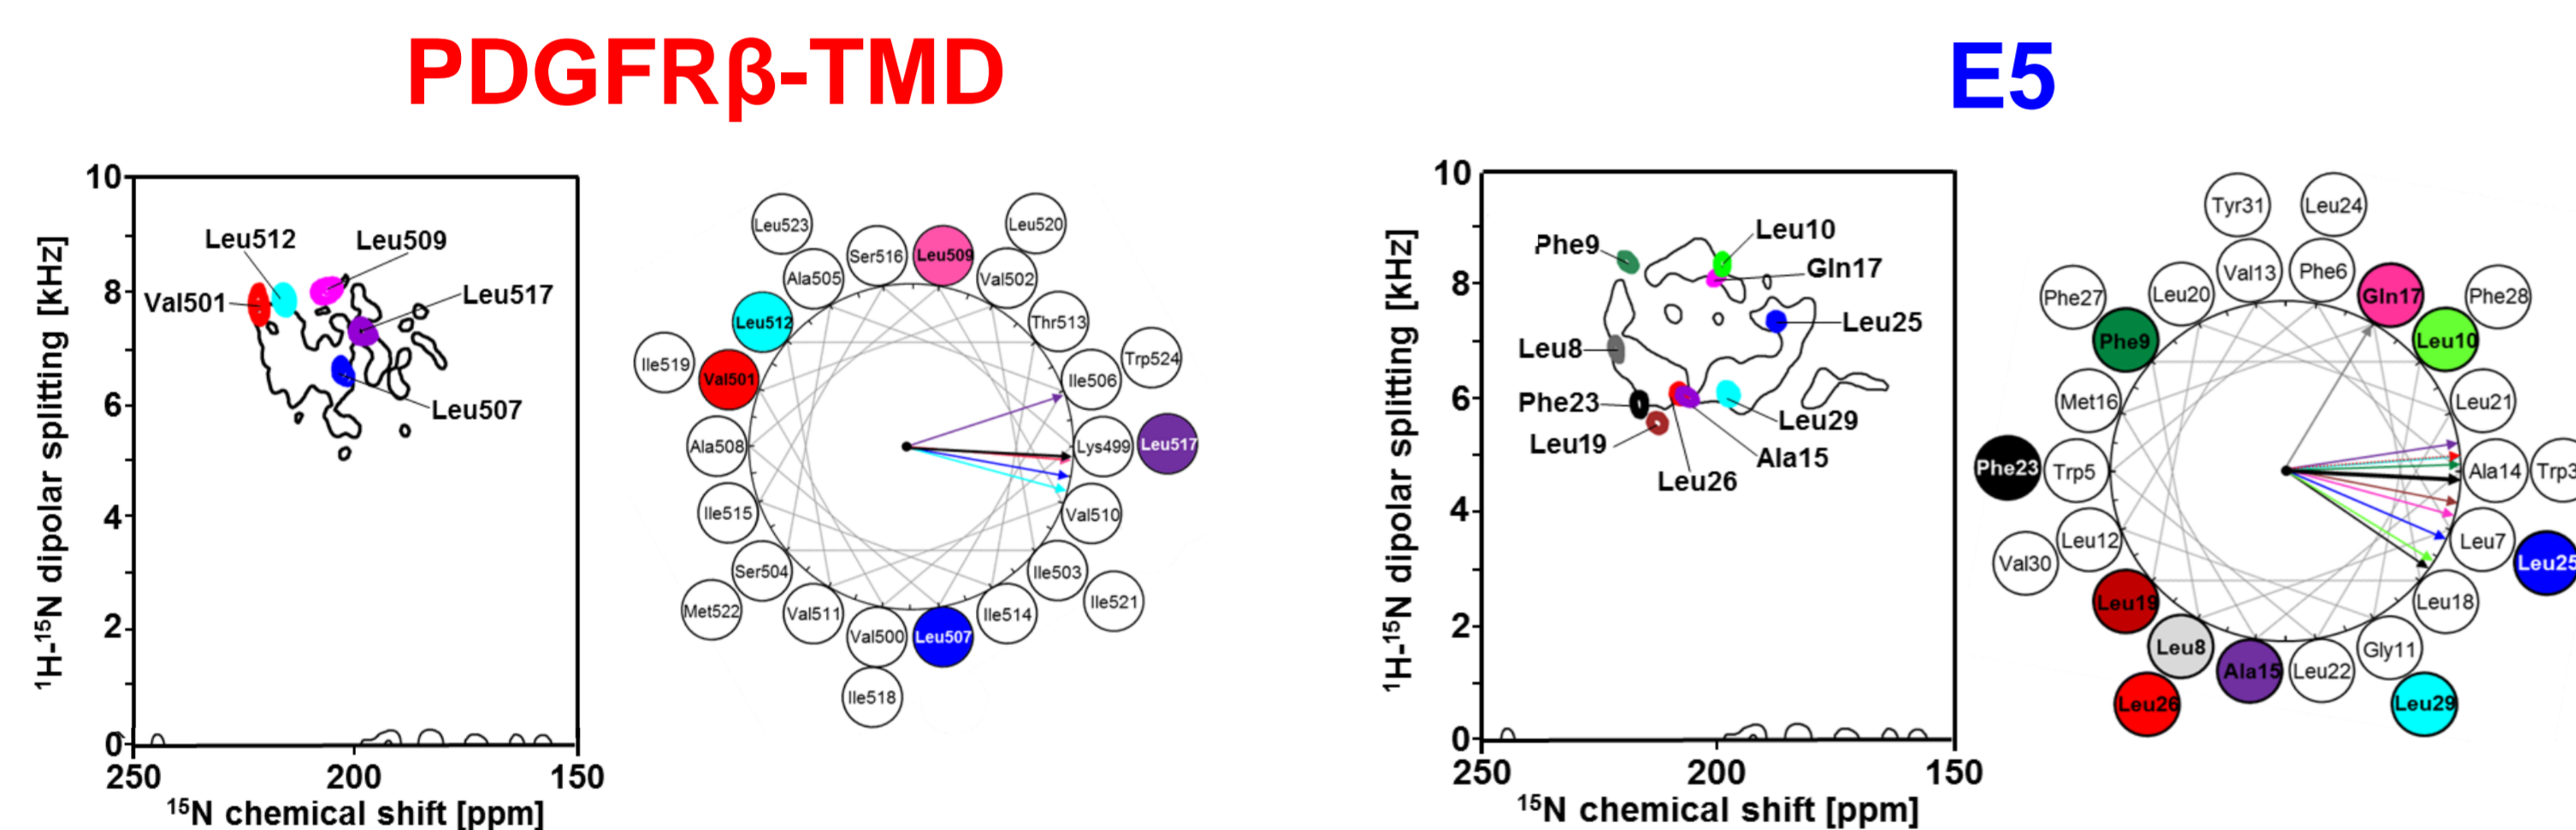 PDGFRβ-TMD
E5
10
8
6
4
2
0
250
200
150
¹H-¹⁵N dipolar splitting [kHz]
¹⁵N chemical shift [ppm]
Leu512
Leu509
Val501
Leu517
Leu507
Leu523
Leu520
Ser516
Leu509
Ala505
Val502
Leu512
Thr513
Ile519
Val501
Ile506
Trp524
Ala508
Lys499
Leu517
Ile515
Val510
Ser504
Ile503
Met522
Val511
Ile514
Ile521
Val500
Leu507
Ile518
10
8
6
4
2
0
250
200
150
¹H-¹⁵N dipolar splitting [kHz]
¹⁵N chemical shift [ppm]
Phe9
Leu10
Gln17
Leu25
Leu8
Phe23
Leu29
Leu19
Ala15
Leu26
Tyr31
Leu24
Val13
Phe6
Phe27
Leu20
Gln17
Phe28
Phe9
Leu10
Met16
Leu21
Phe23
Trp5
Ala14
Trp3
Leu12
Leu7
Val30
Leu25
Leu19
Leu18
Leu8
Gly11
Ala15
Leu22
Leu26
Leu29